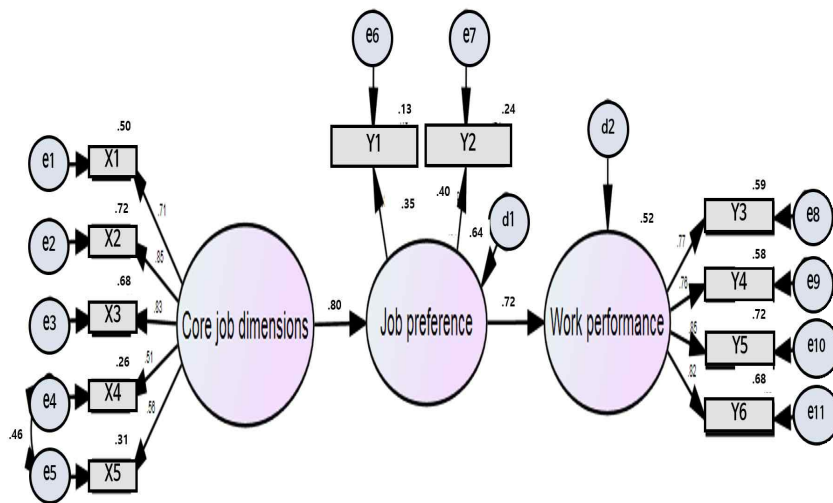 e6
e7
.13
.24
Y1
Y2
d2
.50
e1
X1
.71
.35
.40
.59
Y3
e8
.72
e2
X2
.85
.64
d1
.52
.77
.58
Y4
e9
.78
.68
e3
X3
.83
Core job dimensions
.80
Job preference
.72
Work performance
.72
Y5
e10
.85
.26
e4
X4
.51
.82
.68
Y6
e11
.46
.31
e5
X5